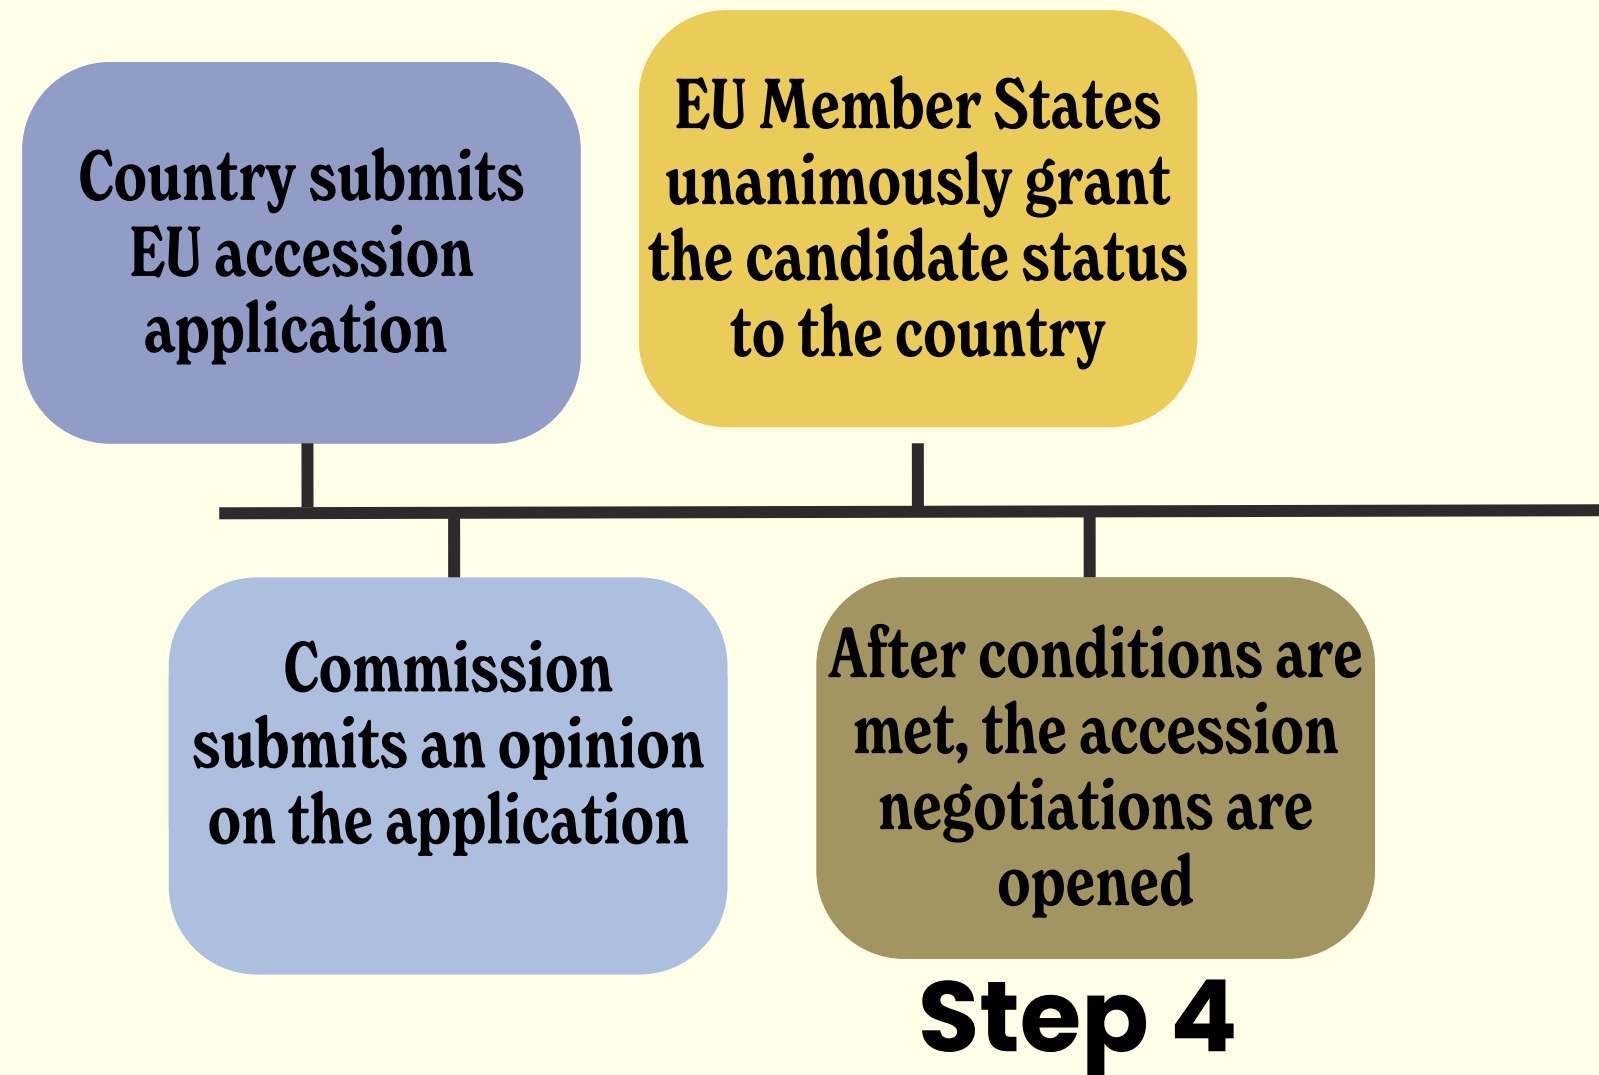 Country submits
EU accession
application
Commission
submits an opinion
on the application
EU Member States
unanimously grant
the candidate status
to the country
After conditions are
met, the accession
negotiations are
opened
Step 4